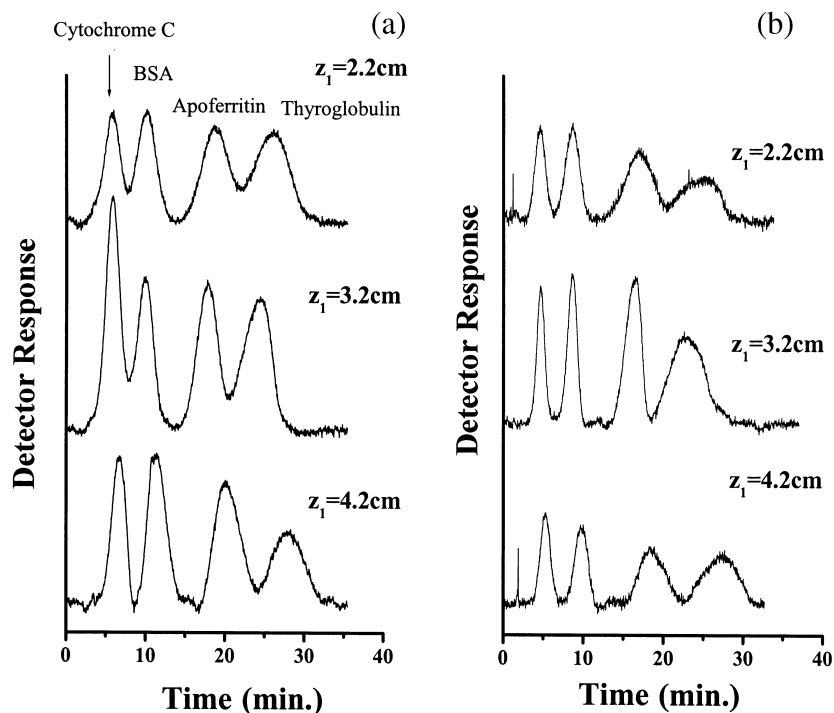 (a)
Cytochrome C
BSA
z₁=2.2cm
Apoferritin
Thyroglobulin
z₁=3.2cm
z₁=4.2cm
Detector Response
0 10 20 30 40
Time (min.)
(b)
z₁=2.2cm
z₁=3.2cm
z₁=4.2cm
Detector Response
0 10 20 30 40
Time (min.)